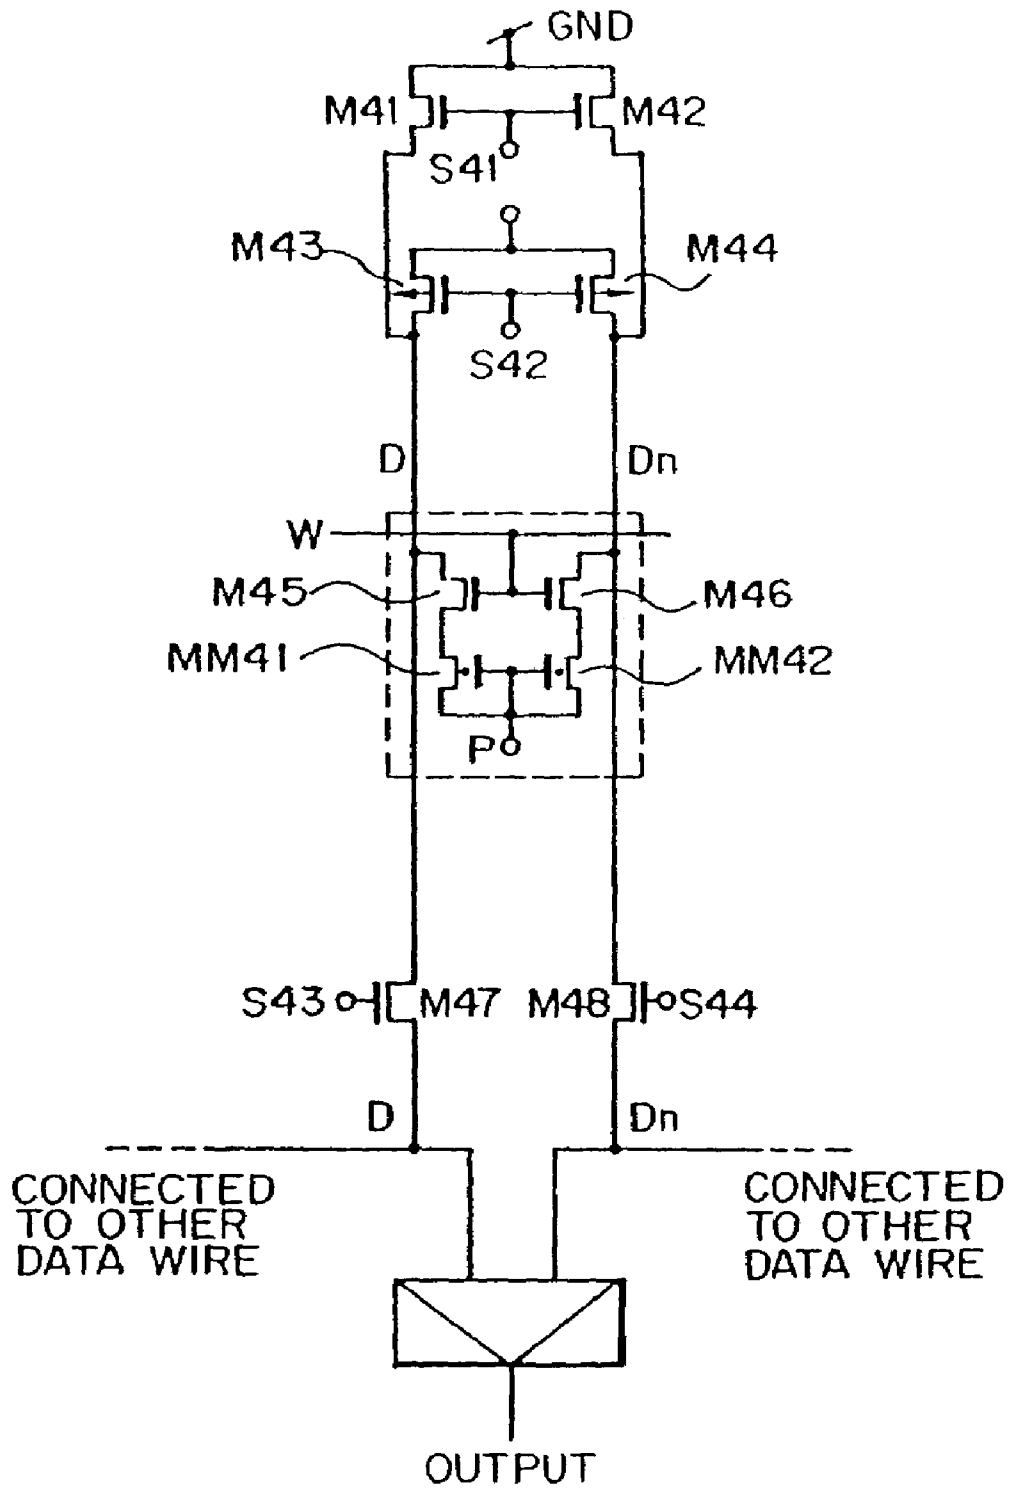 GND
M41
M42
S41
M43
M44
S42
D
Dn
W
M45
M46
MM41
MM42
P
S43
M47
M48
S44
D
Dn
CONNECTED
TO OTHER
DATA WIRE
CONNECTED
TO OTHER
DATA WIRE
OUTPUT